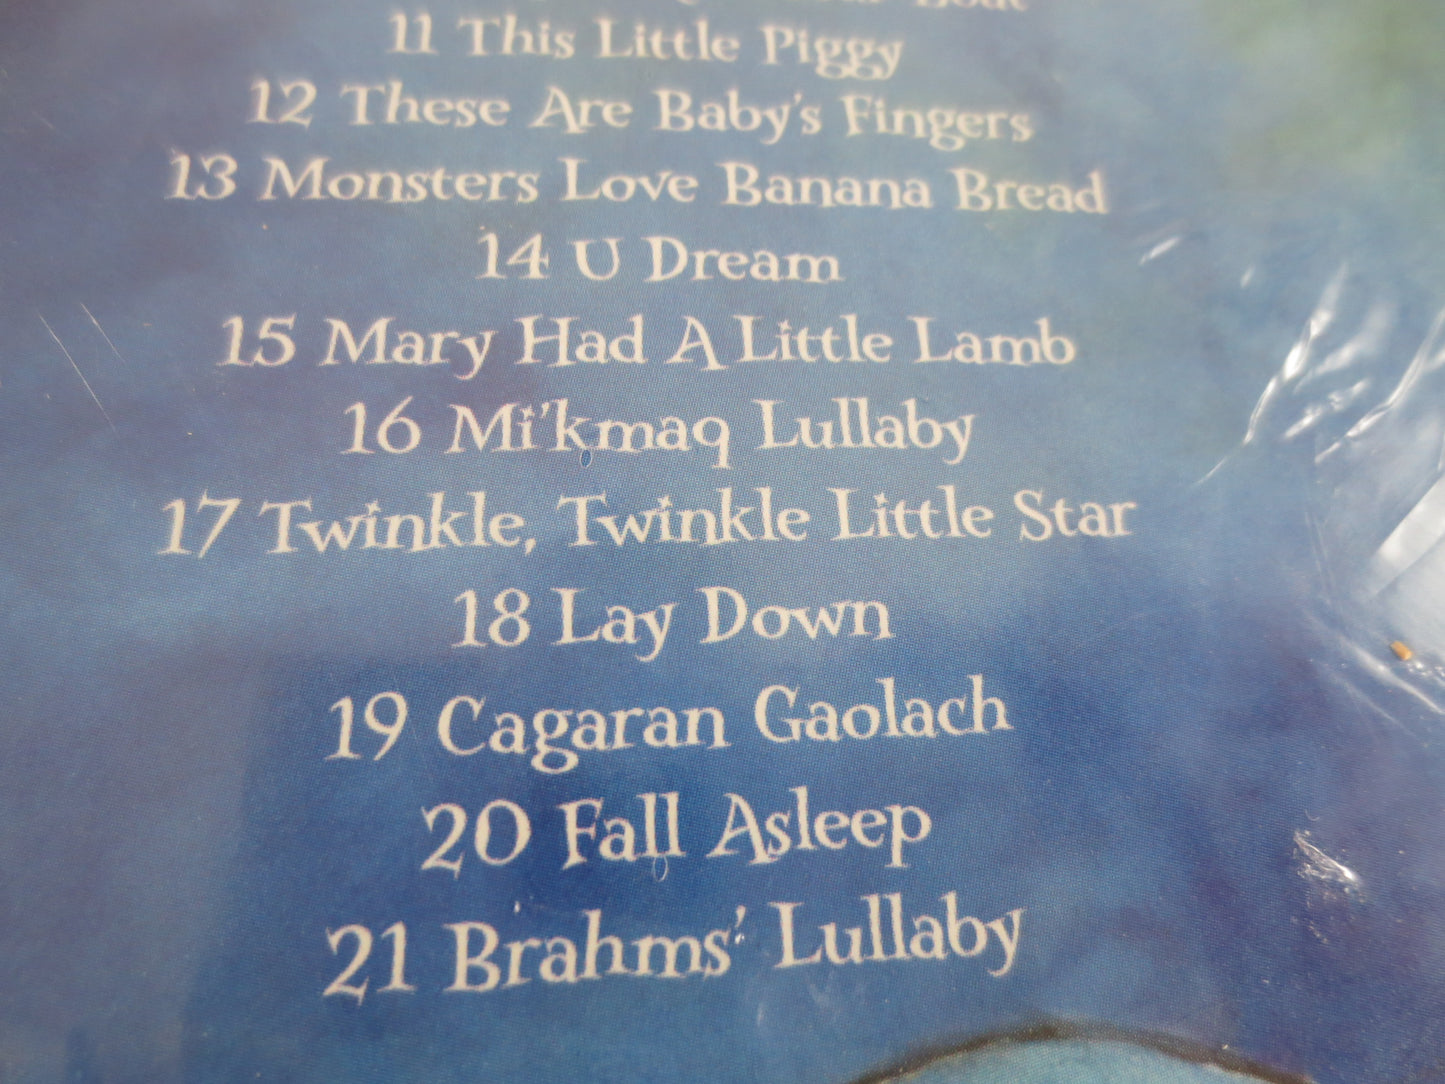 11 This Little Piggy
12 These Are Baby's Fingers
13 Monsters Love Banana Bread
14 U Dream
15 Mary Had A Little Lamb
16 Mi'kmaq Lullaby
17 Twinkle, Twinkle Little Star
18 Lay Down
19 Cagaran Gaolach
20 Fall Asleep
21 Brahms' Lullaby